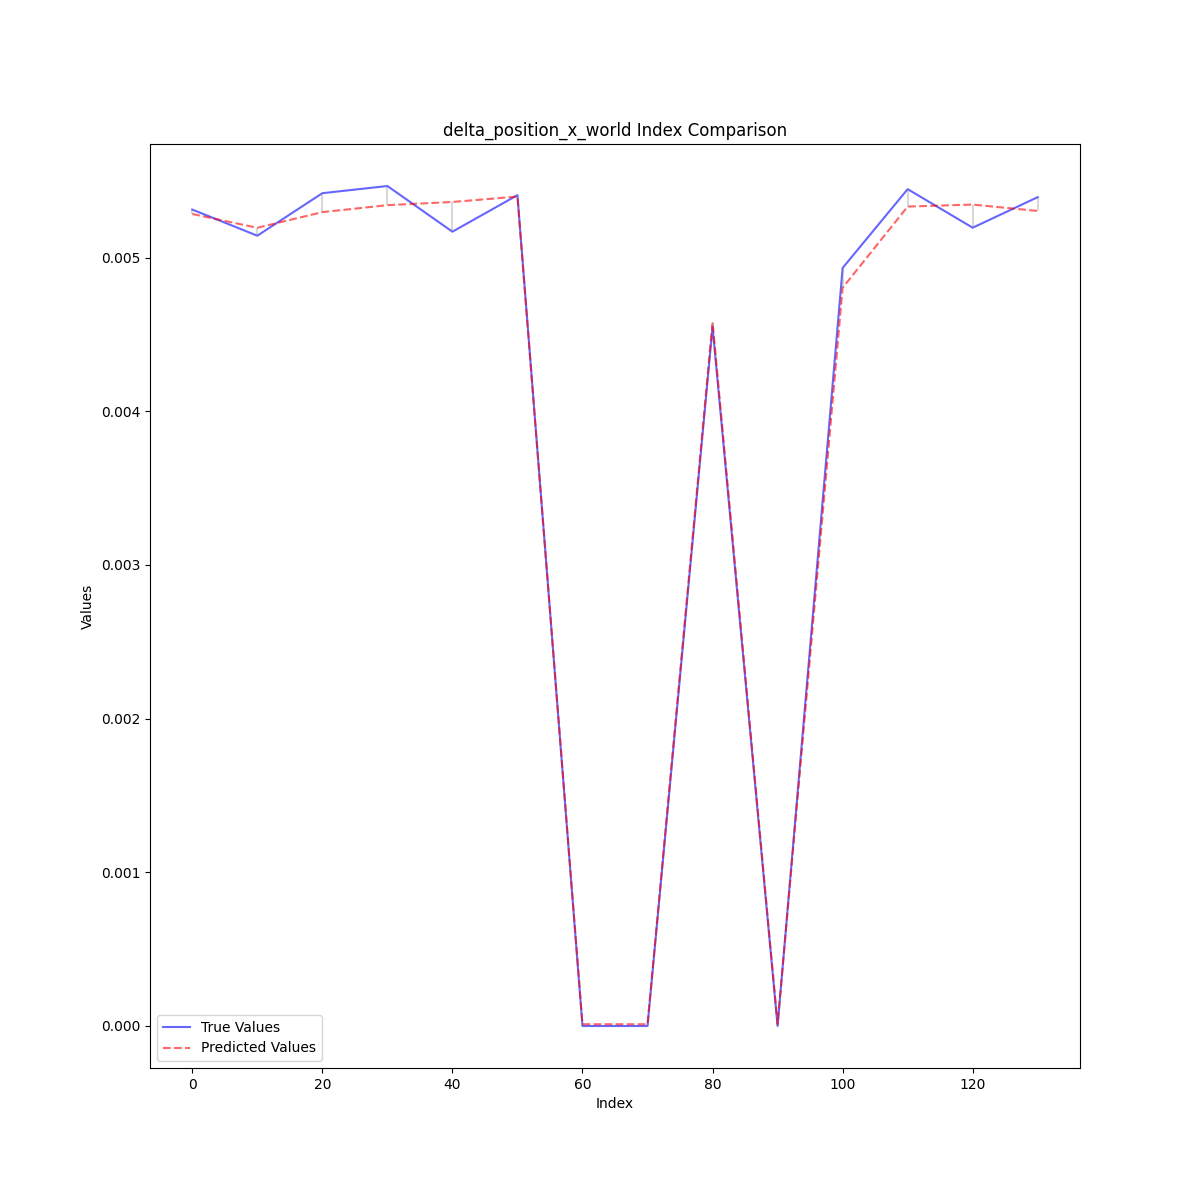 delta_position_x_world Index Comparison
0.005
0.004
0.003
0.002
0.001
0.000
Values
True Values
Predicted Values
0 20 40 60 80 100 120
Index